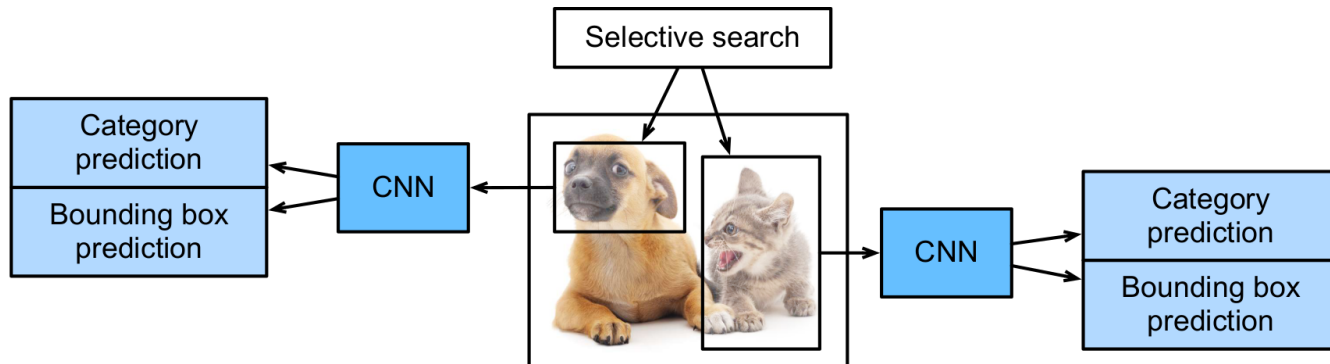 Selective search
Category
prediction
Bounding box
prediction
CNN
CNN
Category
prediction
Bounding box
prediction